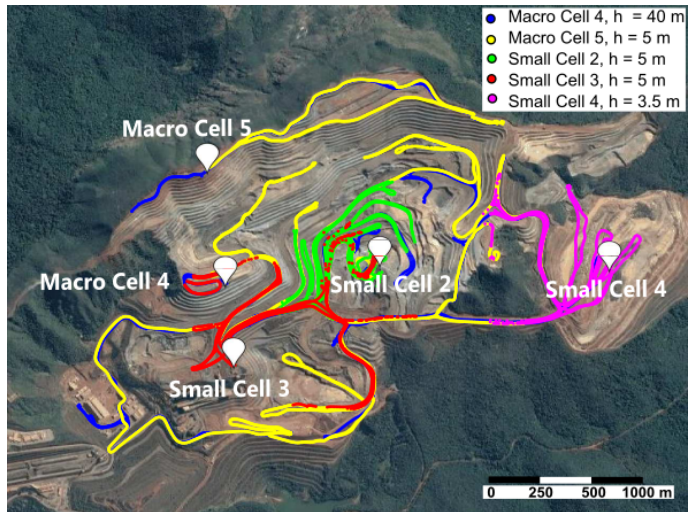 Macro Cell 4, h = 40 m
Macro Cell 5, h = 5 m
Small Cell 2, h = 5 m
Small Cell 3, h = 5 m
Small Cell 4, h = 3.5 m
Macro Cell 5
Macro Cell 4
Small Cell 2
Small Cell 4
Small Cell 3
0 250 500 1000 m